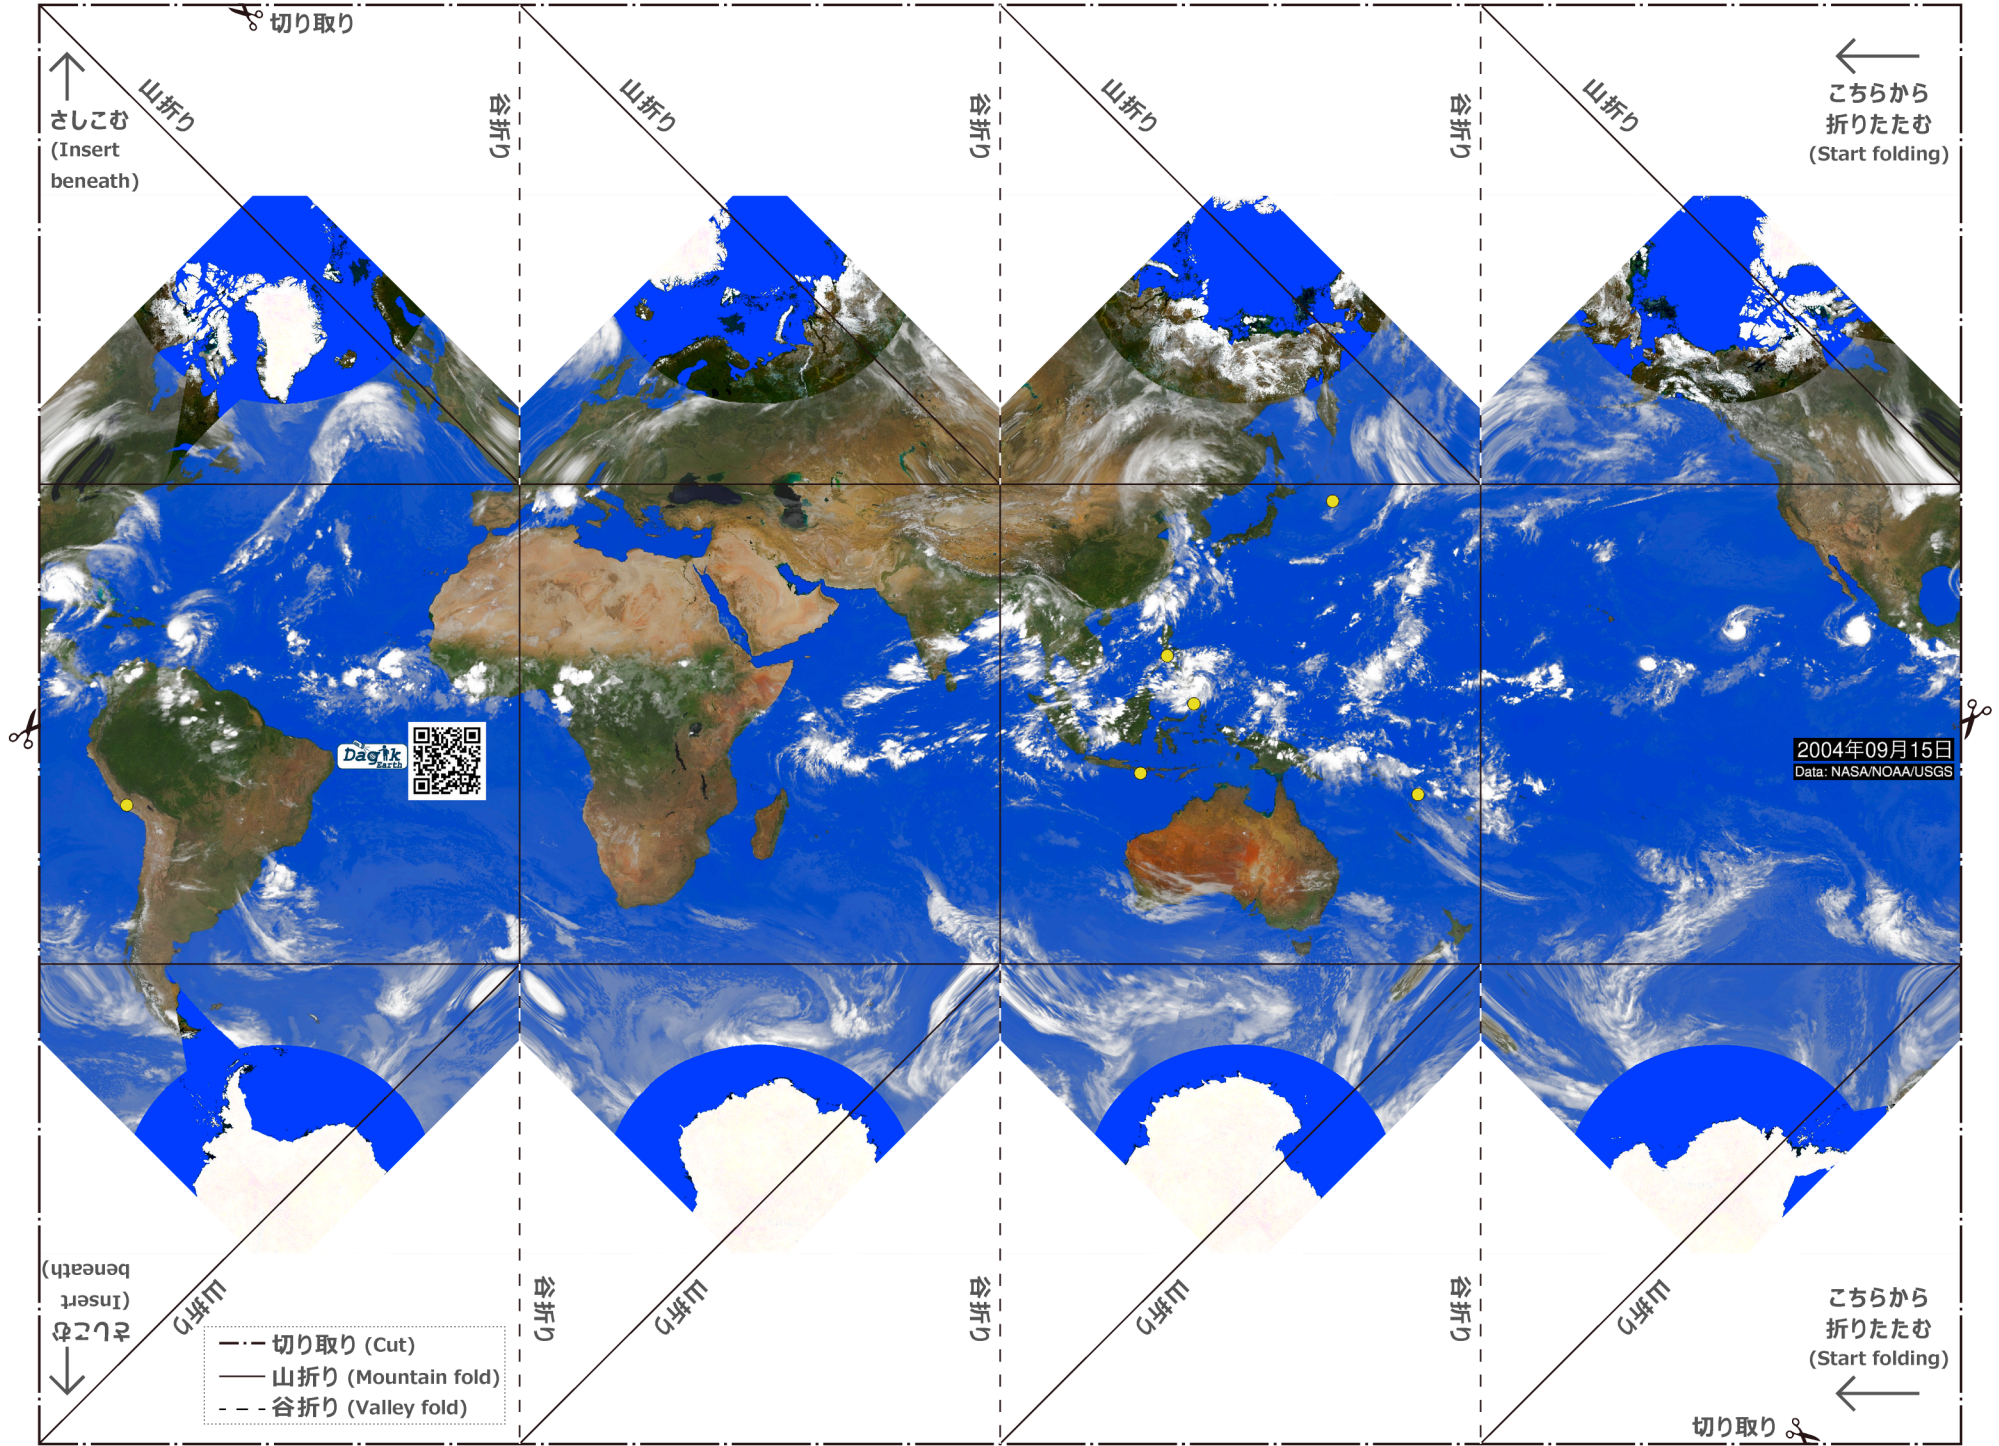 切り取り
さしこむ
(Insert
beneath)
山折り
谷折り
山折り
谷折り
山折り
谷折り
山折り
こちらから
折りたたむ
(Start folding)
Dagik
Earth
2004年09月15日
Data: NASA/NOAA/USGS
さしこむ
(Insert
beneath)
山折り
谷折り
山折り
谷折り
山折り
谷折り
山折り
こちらから
折りたたむ
(Start folding)
切り取り (Cut)
山折り (Mountain fold)
谷折り (Valley fold)
切り取り